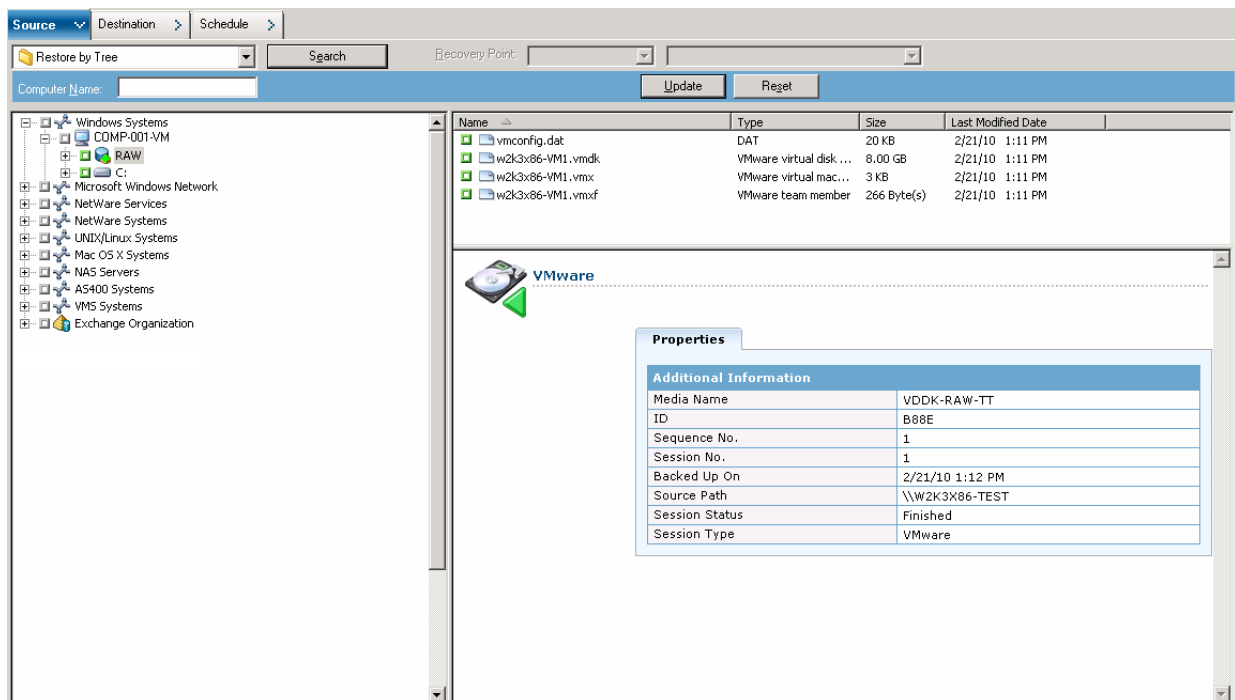 Source Destination Schedule
Restore by Tree Search Recovery Point:
Computer Name: Update Reset
Windows Systems
COMP-001-VM
RAW
C:
Microsoft Windows Network
NetWare Services
NetWare Systems
UNIX/Linux Systems
Mac OS X Systems
NAS Servers
AS400 Systems
VMS Systems
Exchange Organization
Name Type Size Last Modified Date
vmconfig.dat DAT 20 KB 2/21/10 1:11 PM
w2k3x86-VM1.vmdk VMware virtual disk ... 8.00 GB 2/21/10 1:11 PM
w2k3x86-VM1.vmx VMware virtual mac... 3 KB 2/21/10 1:11 PM
w2k3x86-VM1.vmxf VMware team member 266 Byte(s) 2/21/10 1:11 PM
VMware
Properties
Additional Information
Media Name VDDK-RAW-TT
ID B88E
Sequence No. 1
Session No. 1
Backed Up On 2/21/10 1:12 PM
Source Path \\W2K3X86-TEST
Session Status Finished
Session Type VMware